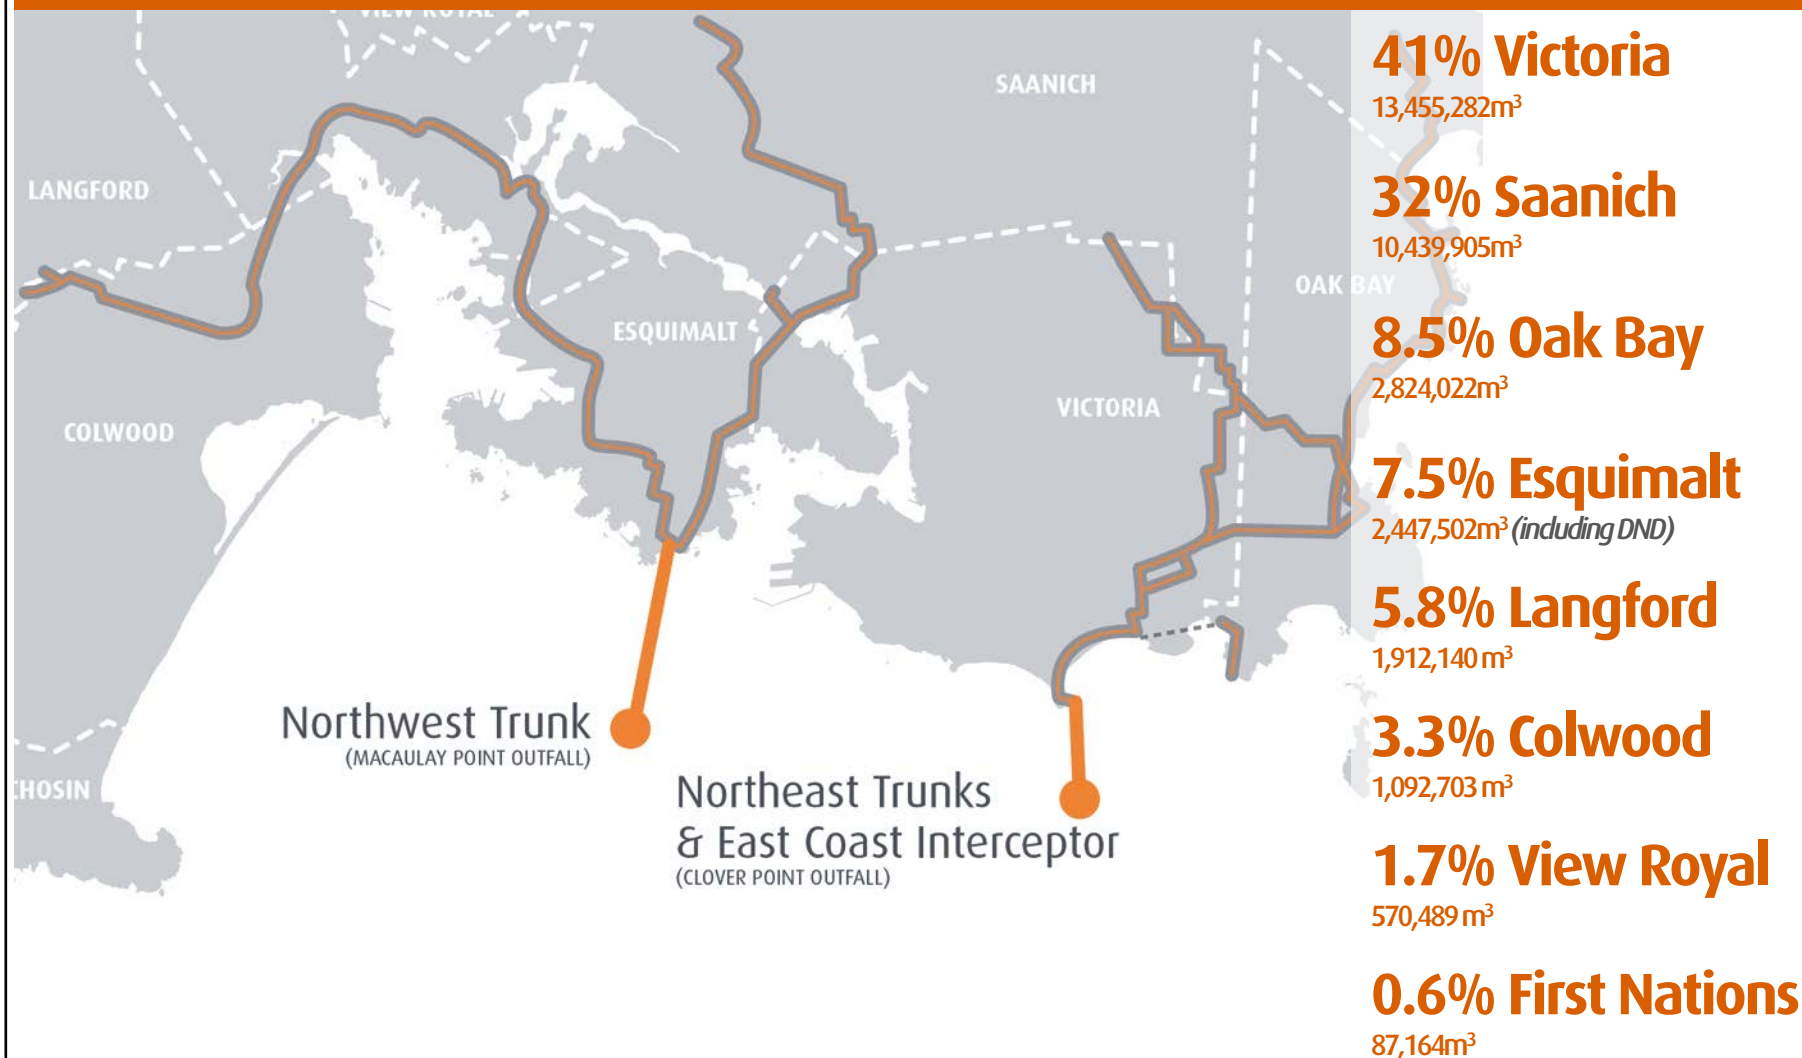 VIEW ROYAL
SAANICH
LANGFORD
OAK BAY
ESQUIMALT
VICTORIA
COLWOOD
CHOSIN
Northwest Trunk
(MACAULAY POINT OUTFALL)
Northeast Trunks
& East Coast Interceptor
(CLOVER POINT OUTFALL)
41% Victoria
13,455,282m³
32% Saanich
10,439,905m³
8.5% Oak Bay
2,824,022m³
7.5% Esquimalt
2,447,502m³ (including DND)
5.8% Langford
1,912,140 m³
3.3% Colwood
1,092,703 m³
1.7% View Royal
570,489 m³
0.6% First Nations
87,164m³